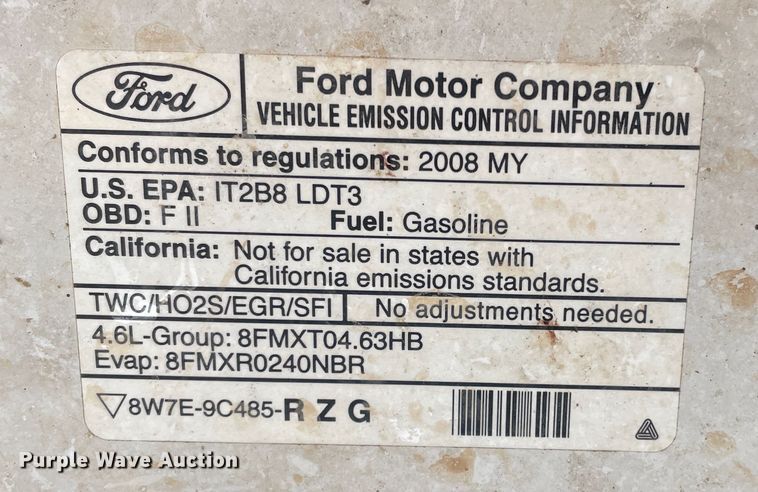 Ford
Ford Motor Company
VEHICLE EMISSION CONTROL INFORMATION
Conforms to regulations: 2008 MY
U.S. EPA: IT2B8 LDT3
OBD: F II Fuel: Gasoline
California: Not for sale in states with
California emissions standards.
TWC/HO2S/EGR/SFI No adjustments needed.
4.6L-Group: 8FMXT04.63HB
Evap: 8FMXR0240NBR
8W7E-9C485-R Z G
Purple Wave Auction